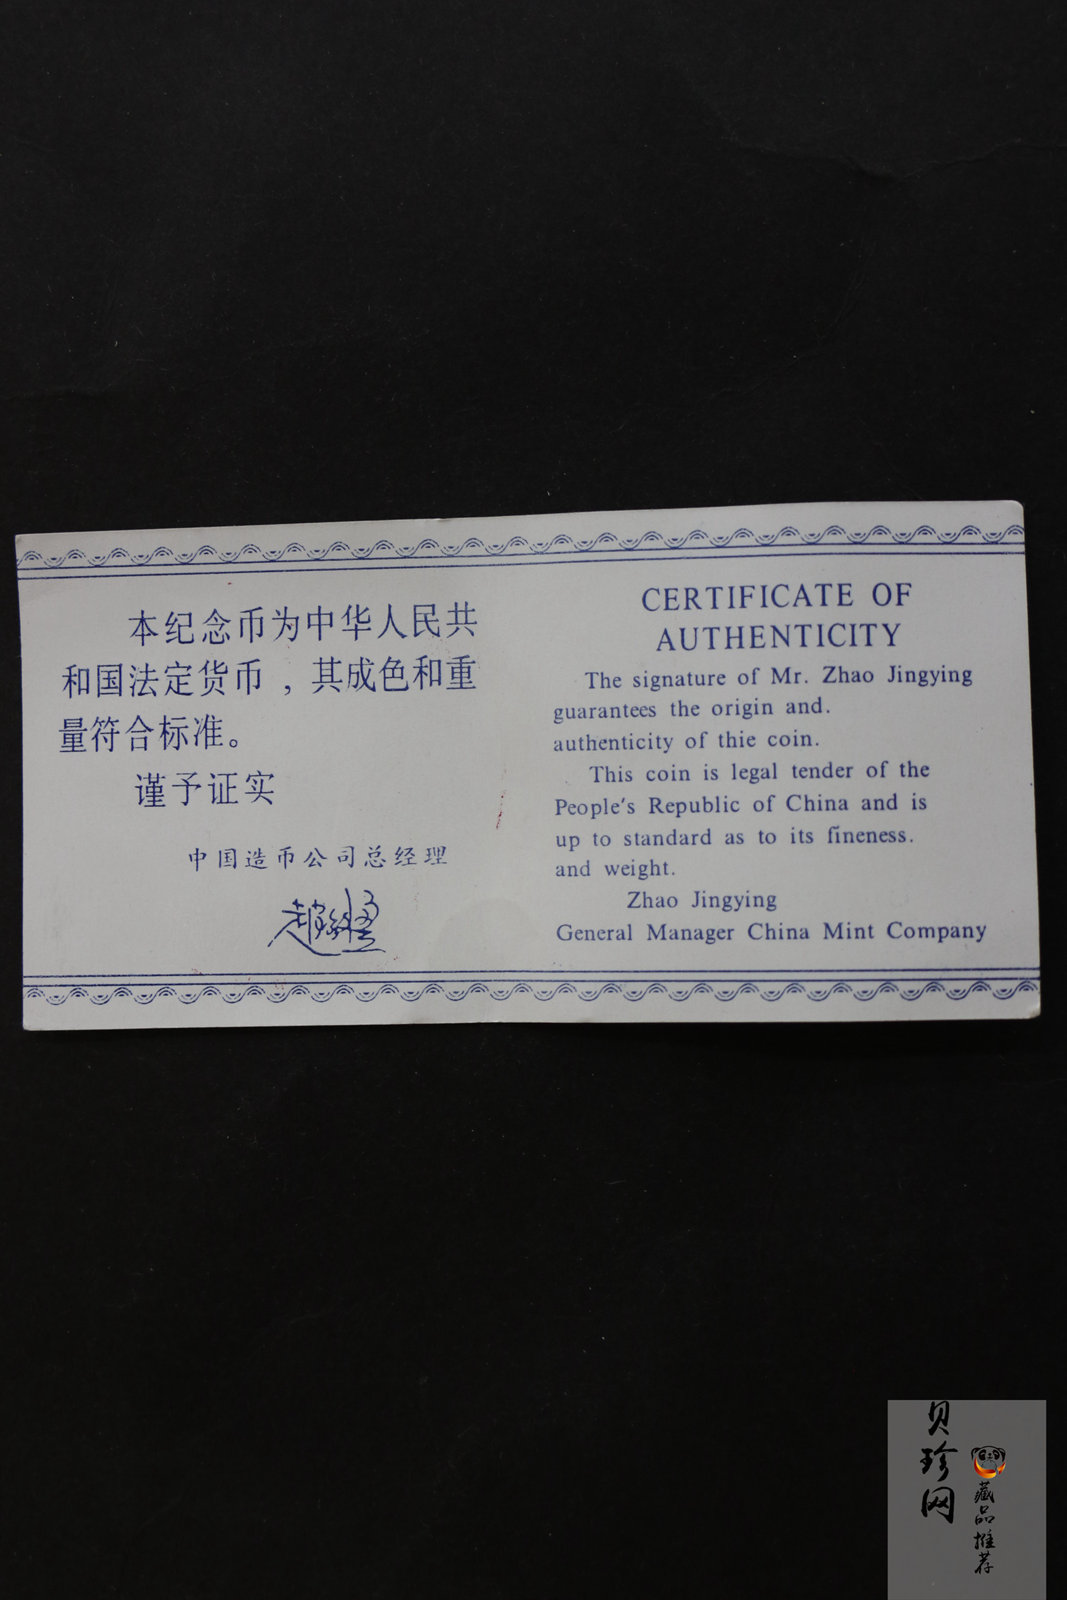 本纪念币为中华人民共
和国法定货币，其成色和重
量符合标准。
谨予证实
中国造币公司总经理
CERTIFICATE OF
AUTHENTICITY
The signature of Mr. Zhao Jingying
guarantees the origin and.
authenticity of thie coin.
This coin is legal tender of the
People's Republic of China and is
up to standard as to its fineness.
and weight.
Zhao Jingying
General Manager China Mint Company
贝珍网
藏品推荐